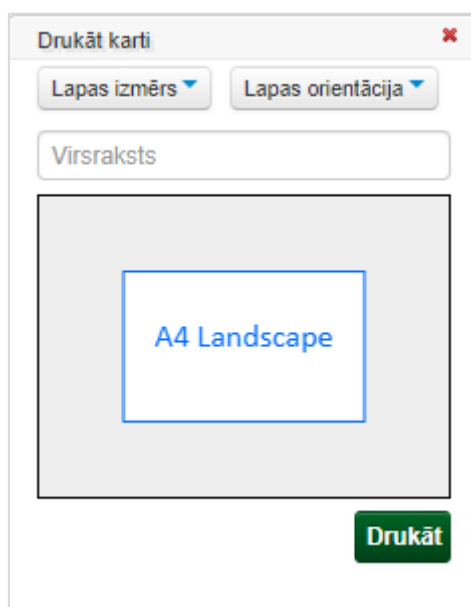 Drukāt karti
Lapas izmērs Lapas orientācija
Virsraksts
A4 Landscape
Drukāt